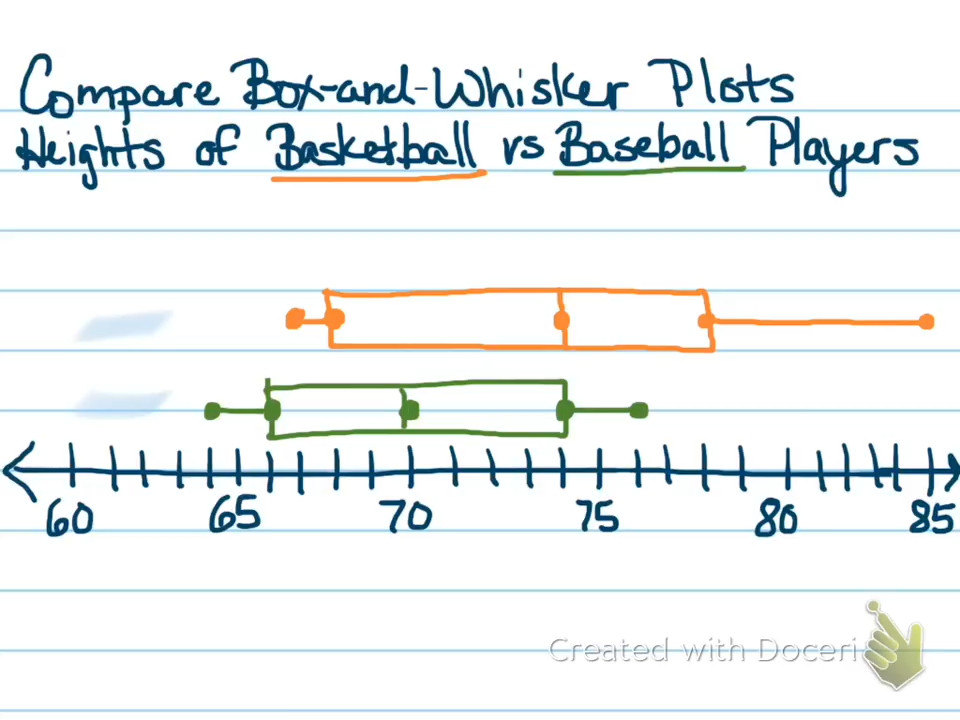 Compare Box-and-Whisker Plots
Heights of Basketball vs Baseball Players
60 65 70 75 80 85
Created with Doceri